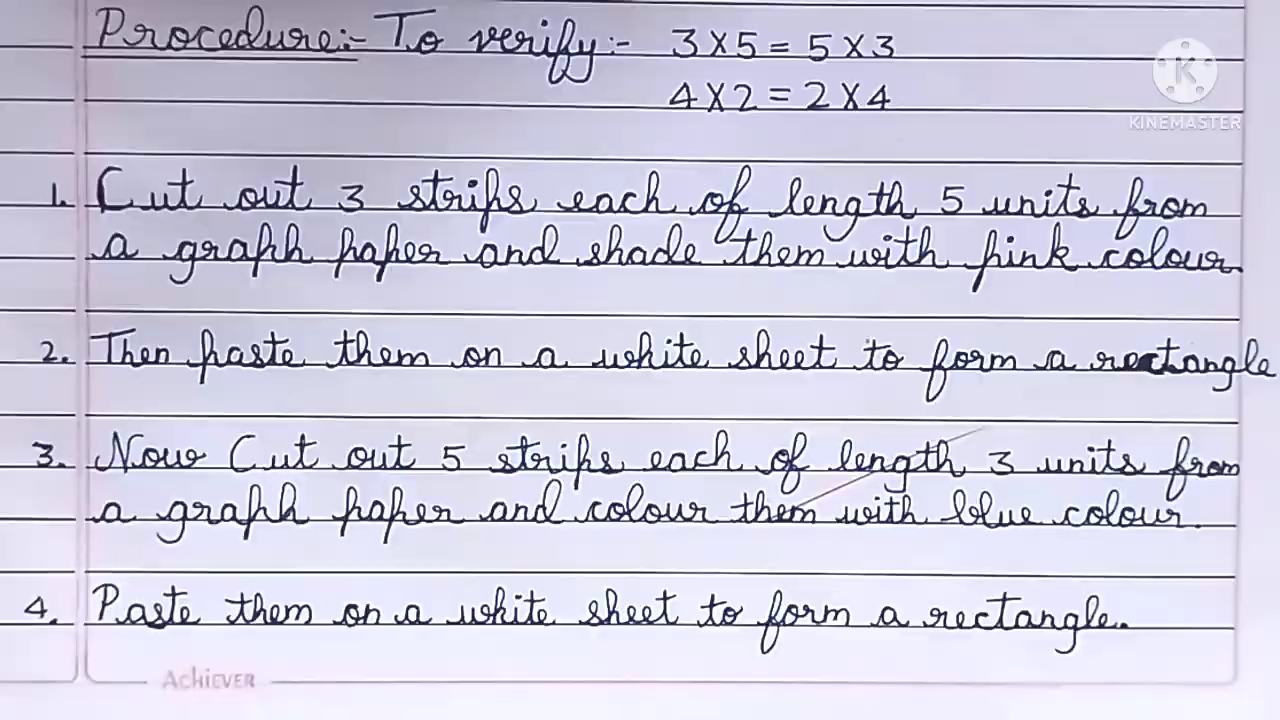 Procedure:- To verify:- 3×5 = 5×3
4×2 = 2×4
KINEMASTER
1. Cut out 3 strips each of length 5 units from
a graph paper and shade them with pink colour.
2. Then paste them on a white sheet to form a rectangle
3. Now Cut out 5 strips each of length 3 units from
a graph paper and colour them with blue colour.
4. Paste them on a white sheet to form a rectangle.
AcHiEVER